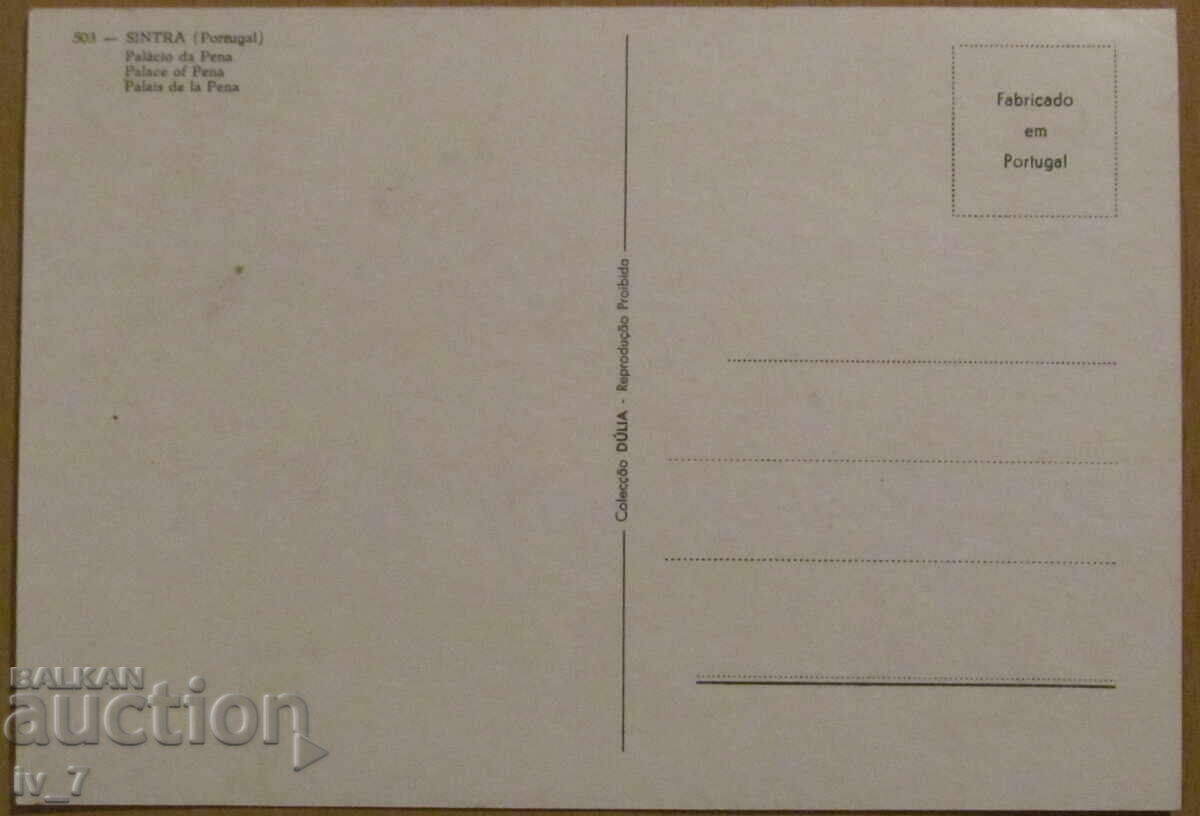 503 — SINTRA (Portugal)
Palácio da Pena
Palace of Pena
Palais de la Pena
Colecção DÚLIA - Reprodução Proibida
Fabricado
em
Portugal
BALKAN
auction
iv_7